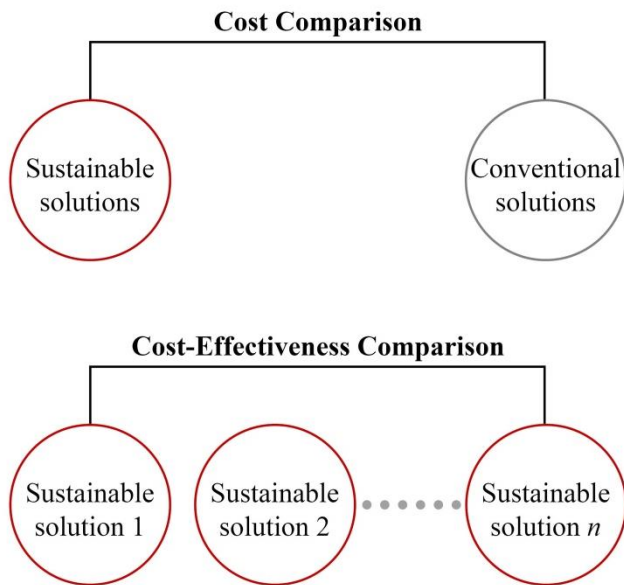 Cost Comparison
Sustainable
solutions
Conventional
solutions
Cost-Effectiveness Comparison
Sustainable
solution 1
Sustainable
solution 2
Sustainable
solution n